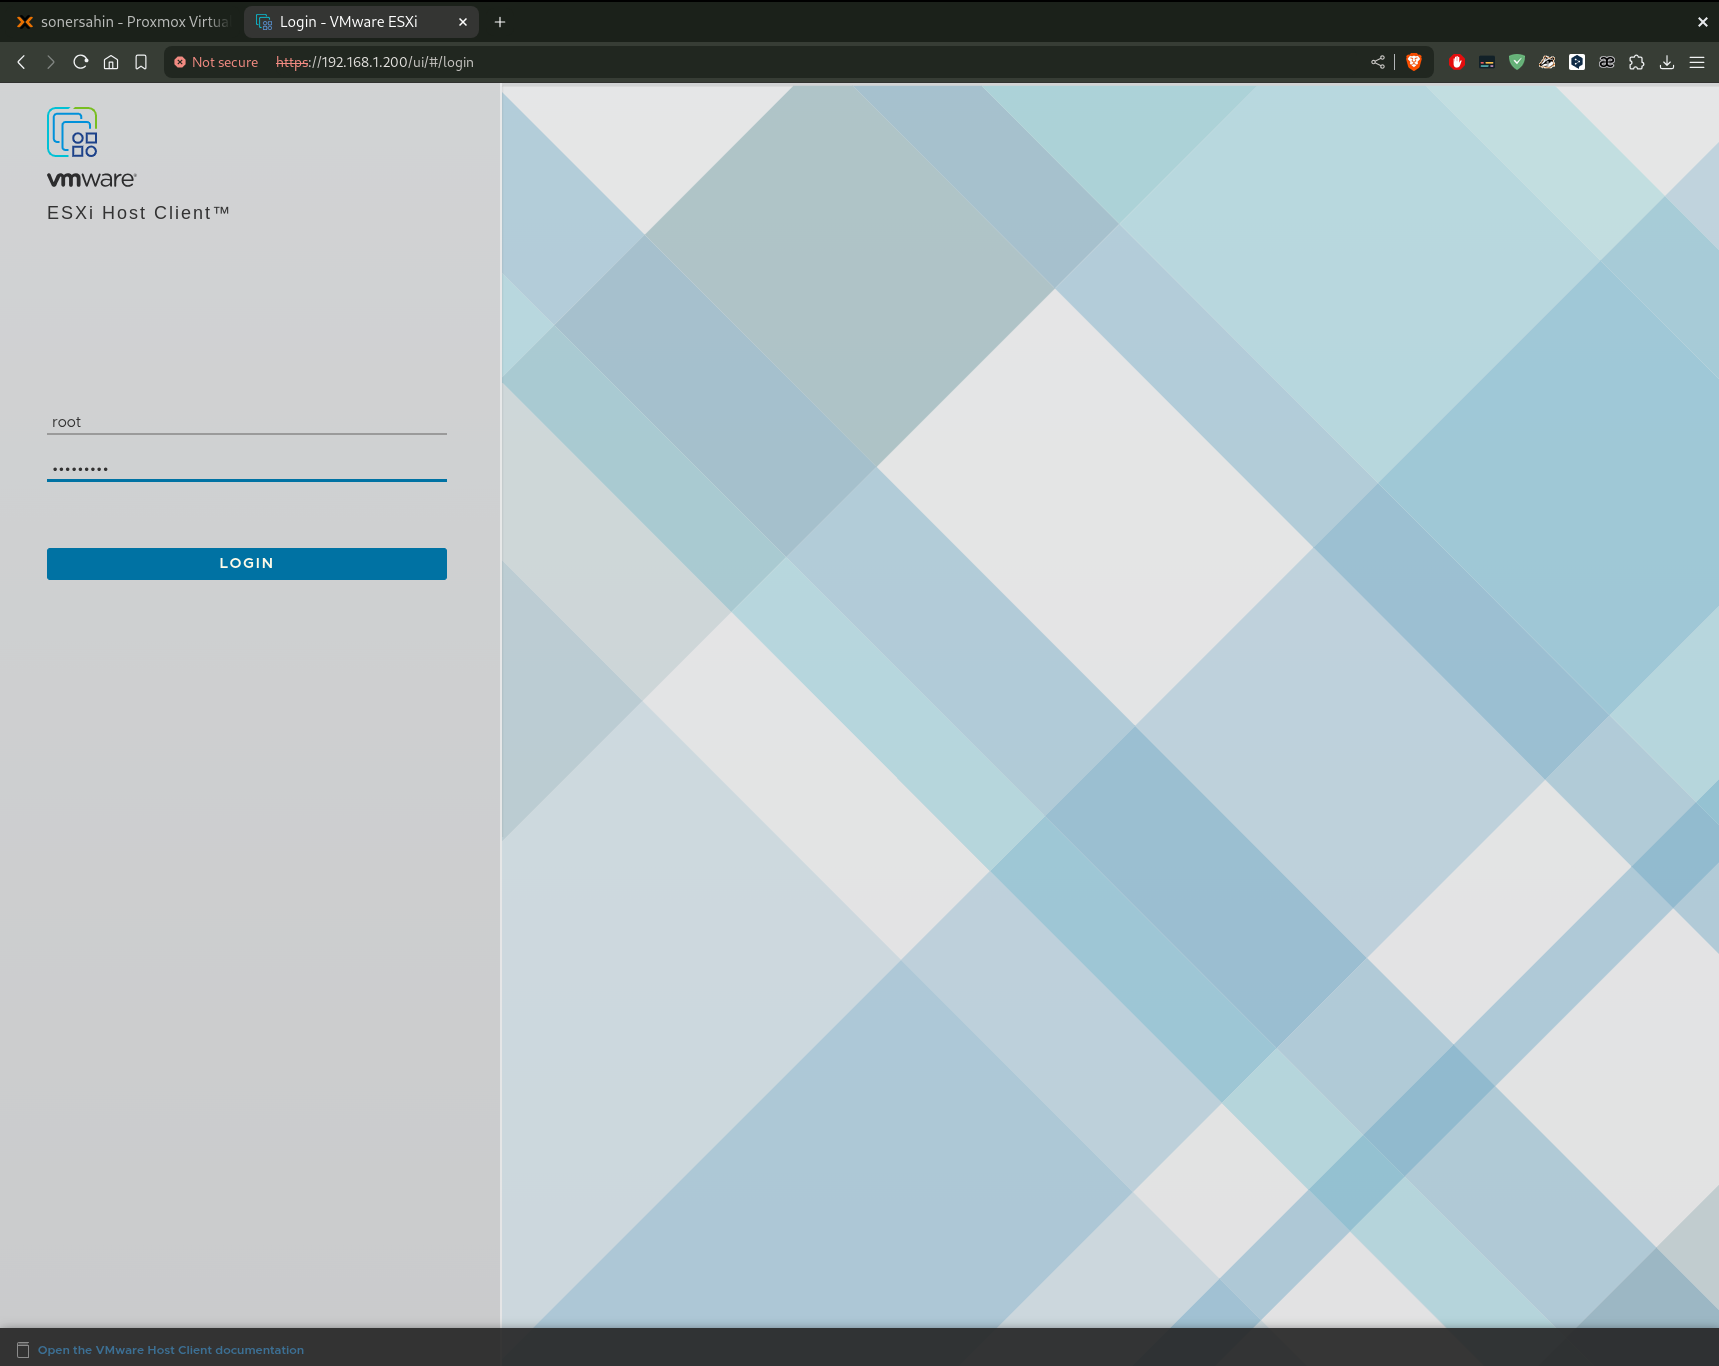 sonersahin - Proxmox Virtua
Login - VMware ESXi
Not secure https://192.168.1.200/ui/#/login
vmware®
ESXi Host Client™
root
•••••••••
LOGIN
Open the VMware Host Client documentation